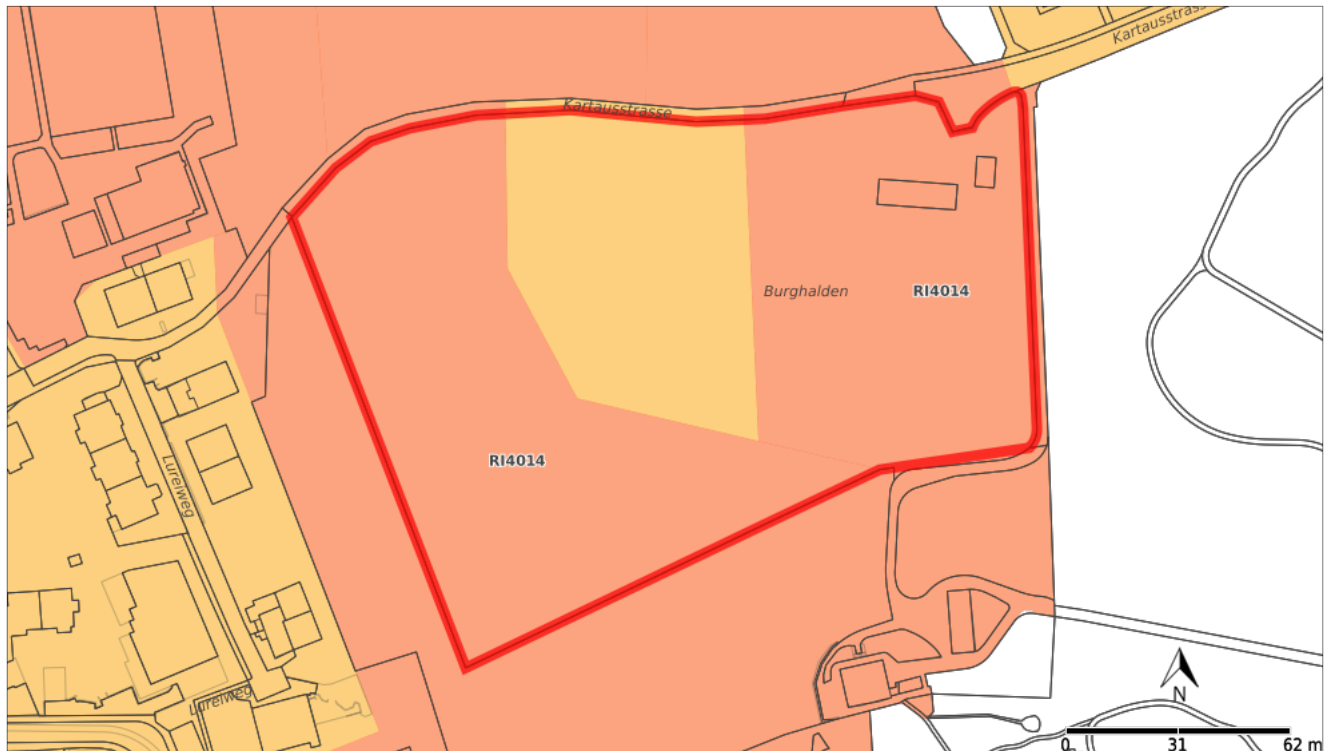 Kartausstrasse
Kartausstrasse
Burghalden
RI4014
RI4014
Lureiweg
Lureiweg
N
0 31 62 m